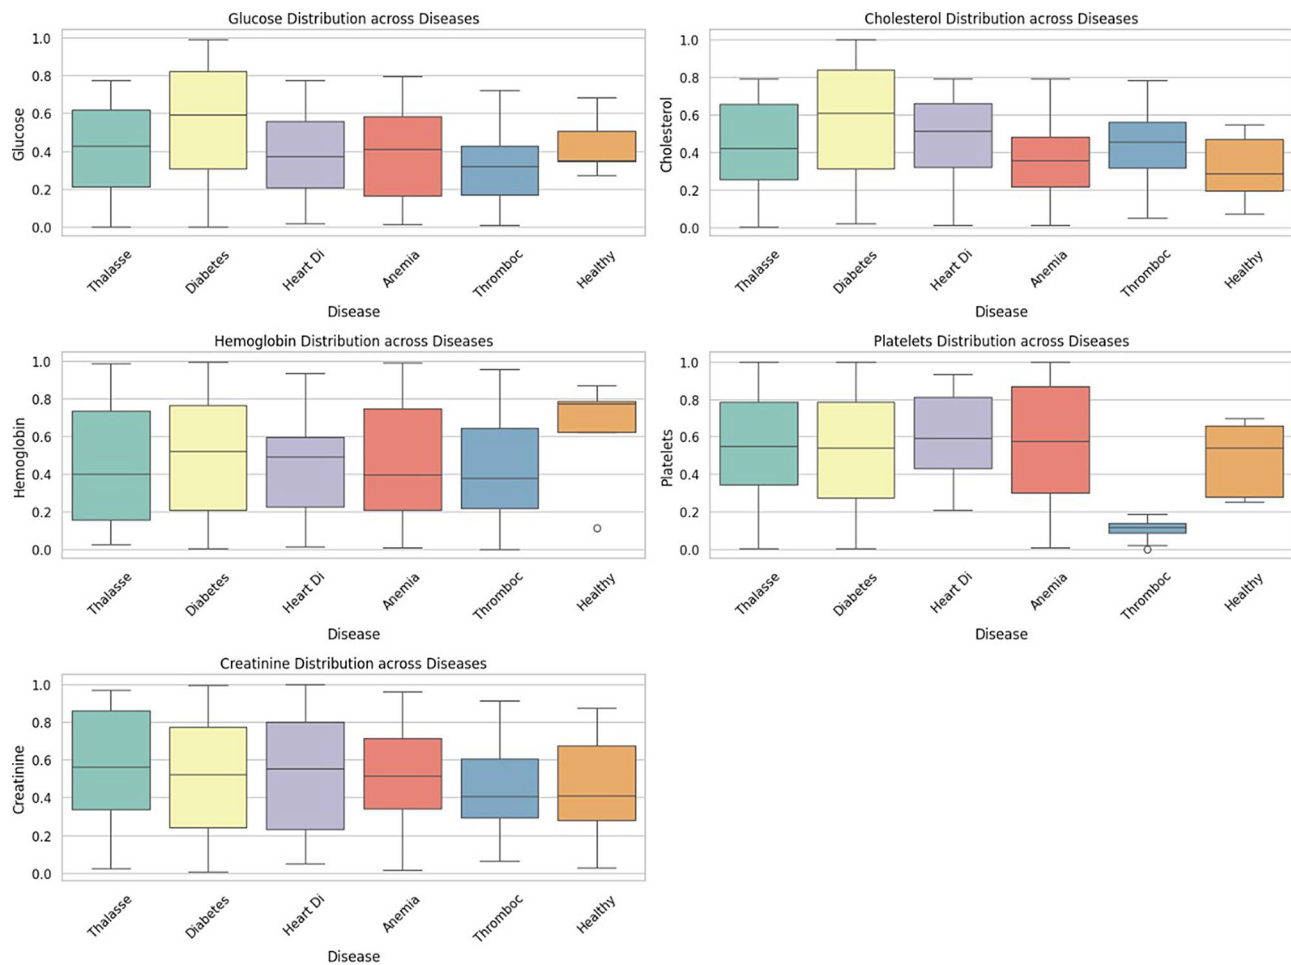 Glucose Distribution across Diseases
1.0
0.8
0.6
0.4
0.2
0.0
Glucose
Thalasse
Diabetes
Heart Di
Anemia
Thromboc
Healthy
Disease
Cholesterol Distribution across Diseases
1.0
0.8
0.6
0.4
0.2
0.0
Cholesterol
Thalasse
Diabetes
Heart Di
Anemia
Thromboc
Healthy
Disease
Hemoglobin Distribution across Diseases
1.0
0.8
0.6
0.4
0.2
0.0
Hemoglobin
Thalasse
Diabetes
Heart Di
Anemia
Thromboc
Healthy
Disease
Platelets Distribution across Diseases
1.0
0.8
0.6
0.4
0.2
0.0
Platelets
Thalasse
Diabetes
Heart Di
Anemia
Thromboc
Healthy
Disease
Creatinine Distribution across Diseases
1.0
0.8
0.6
0.4
0.2
0.0
Creatinine
Thalasse
Diabetes
Heart Di
Anemia
Thromboc
Healthy
Disease